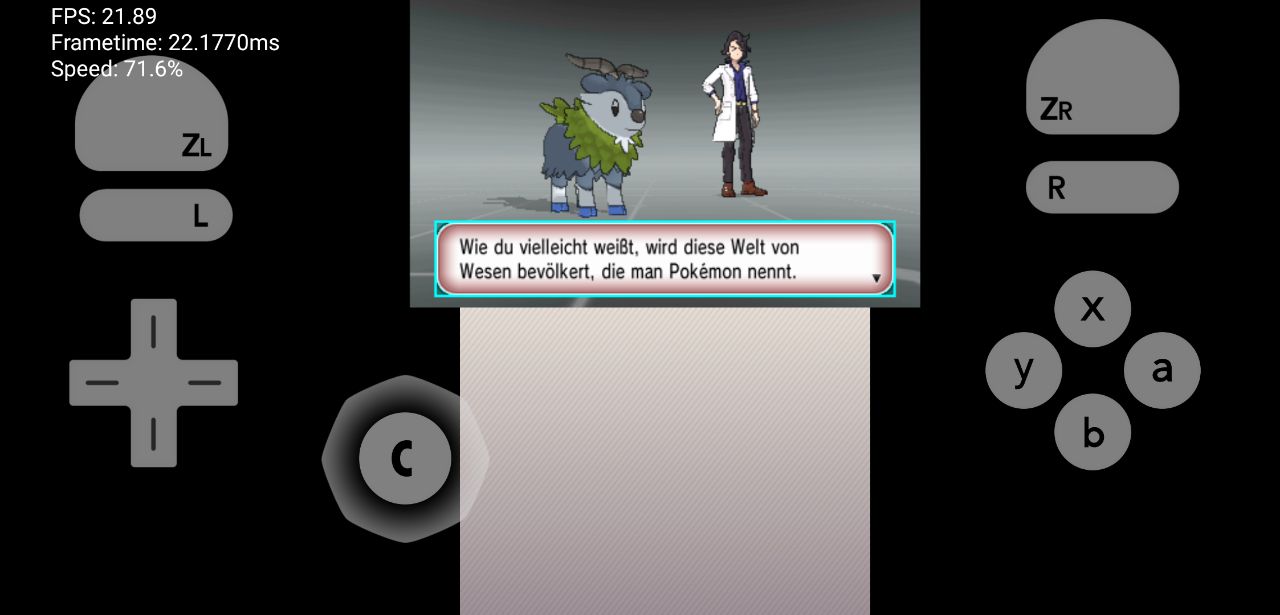 FPS: 21.89
Frametime: 22.1770ms
Speed: 71.6%
ZL
ZR
L
R
Wie du vielleicht weißt, wird diese Welt von
Wesen bevölkert, die man Pokémon nennt.
x
y
a
b
C